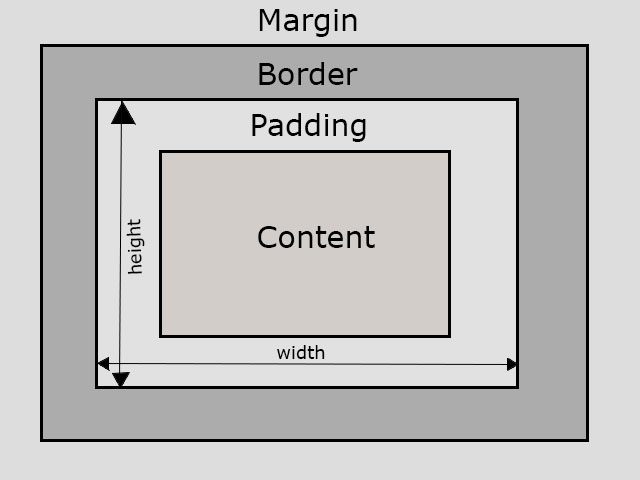 Margin
Border
Padding
Content
height
width